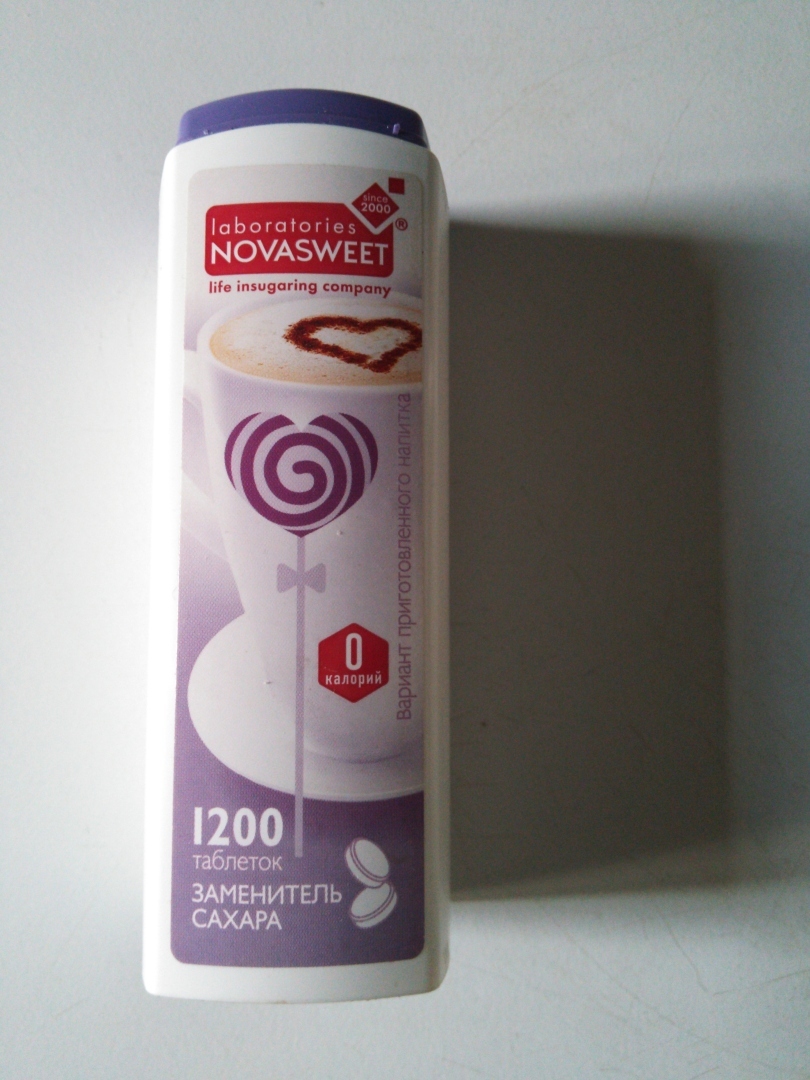 since
2000
laboratories
NOVASWEET®
life insugaring company
Вариант приготовленного напитка
0
калорий
1200
таблеток
ЗАМЕНИТЕЛЬ
САХАРА